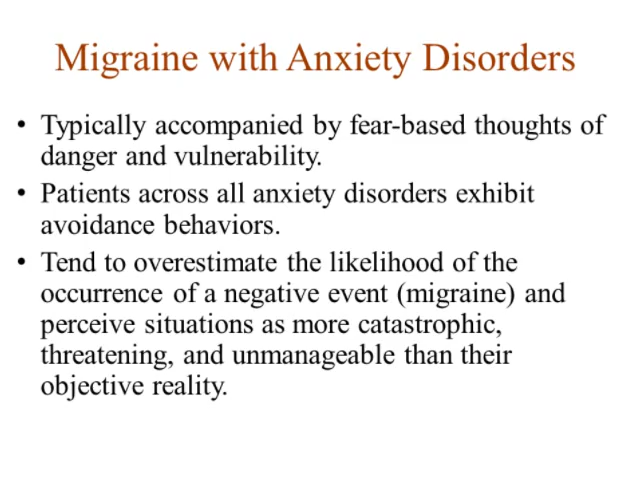 Migraine with Anxiety Disorders
• Typically accompanied by fear-based thoughts of
danger and vulnerability.
• Patients across all anxiety disorders exhibit
avoidance behaviors.
• Tend to overestimate the likelihood of the
occurrence of a negative event (migraine) and
perceive situations as more catastrophic,
threatening, and unmanageable than their
objective reality.